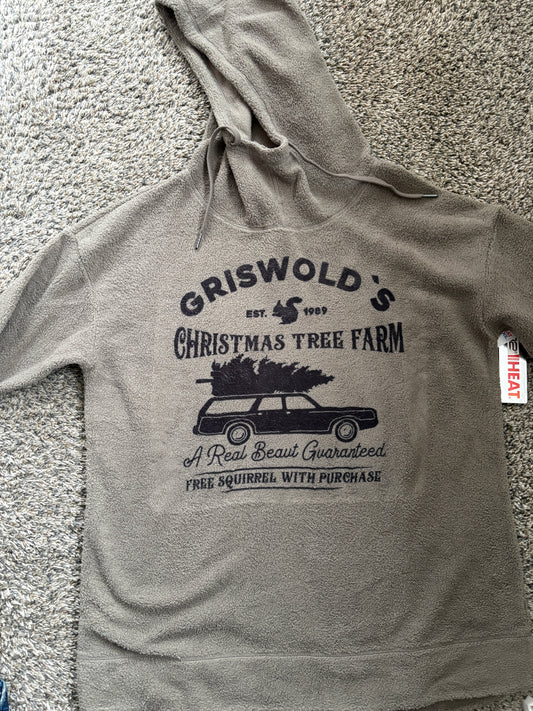 GRISWOLD`S
EST. 1989
CHRISTMAS TREE FARM
A Real Beaut Guaranteed
FREE SQUIRREL WITH PURCHASE
HEAT